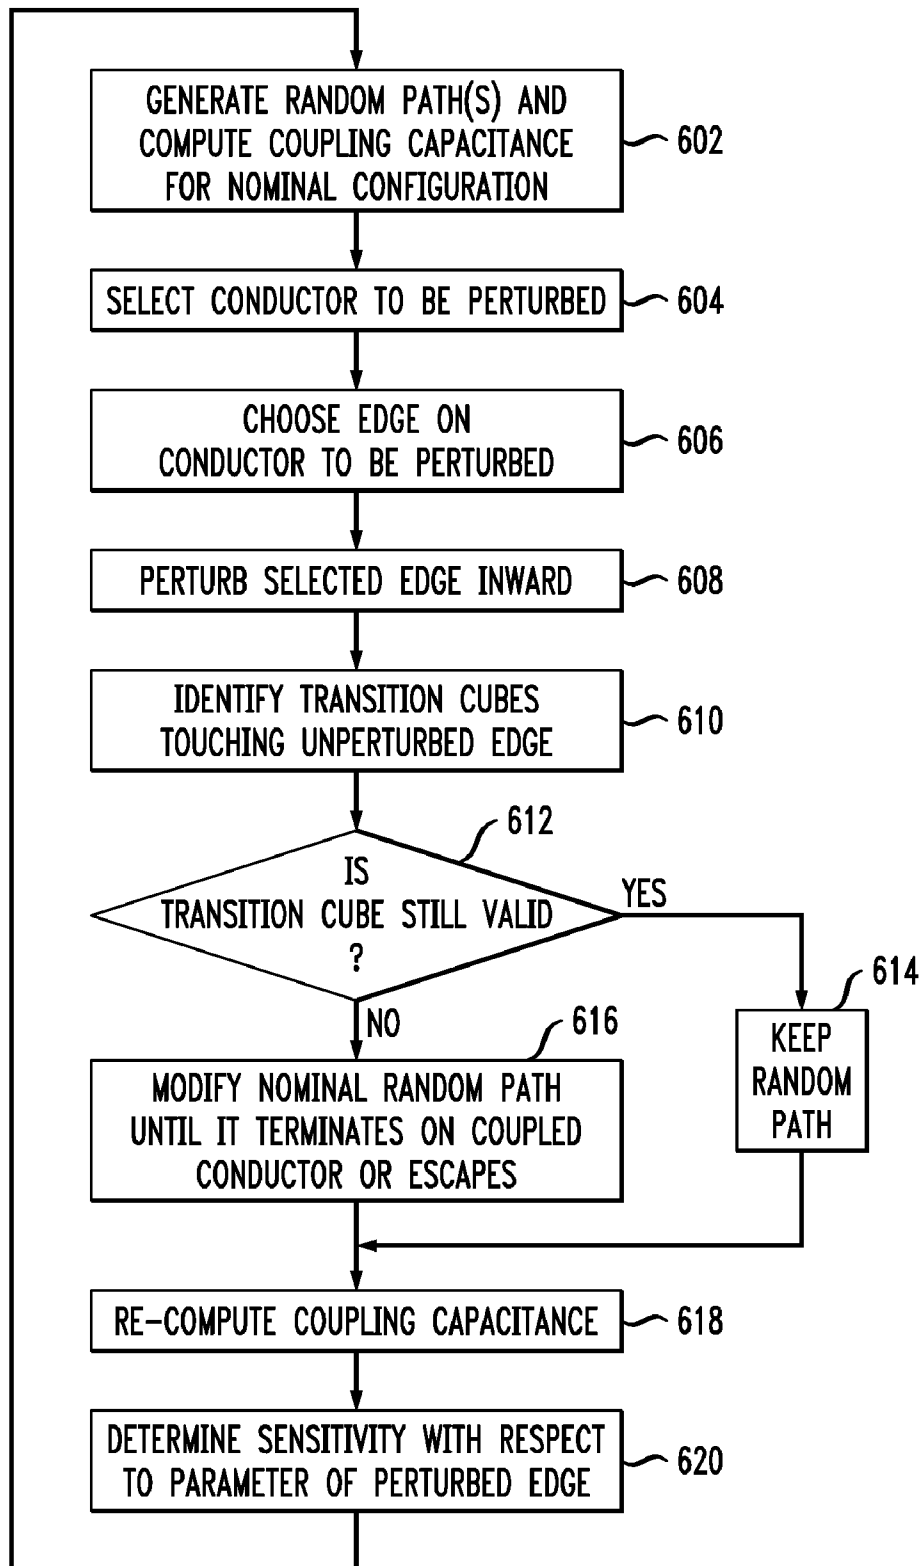 GENERATE RANDOM PATH(S) AND
COMPUTE COUPLING CAPACITANCE
FOR NOMINAL CONFIGURATION
602
SELECT CONDUCTOR TO BE PERTURBED
604
CHOOSE EDGE ON
CONDUCTOR TO BE PERTURBED
606
PERTURB SELECTED EDGE INWARD
608
IDENTIFY TRANSITION CUBES
TOUCHING UNPERTURBED EDGE
610
612
IS
TRANSITION CUBE STILL VALID
?
YES
NO
614
KEEP
RANDOM
PATH
616
MODIFY NOMINAL RANDOM PATH
UNTIL IT TERMINATES ON COUPLED
CONDUCTOR OR ESCAPES
RE-COMPUTE COUPLING CAPACITANCE
618
DETERMINE SENSITIVITY WITH RESPECT
TO PARAMETER OF PERTURBED EDGE
620